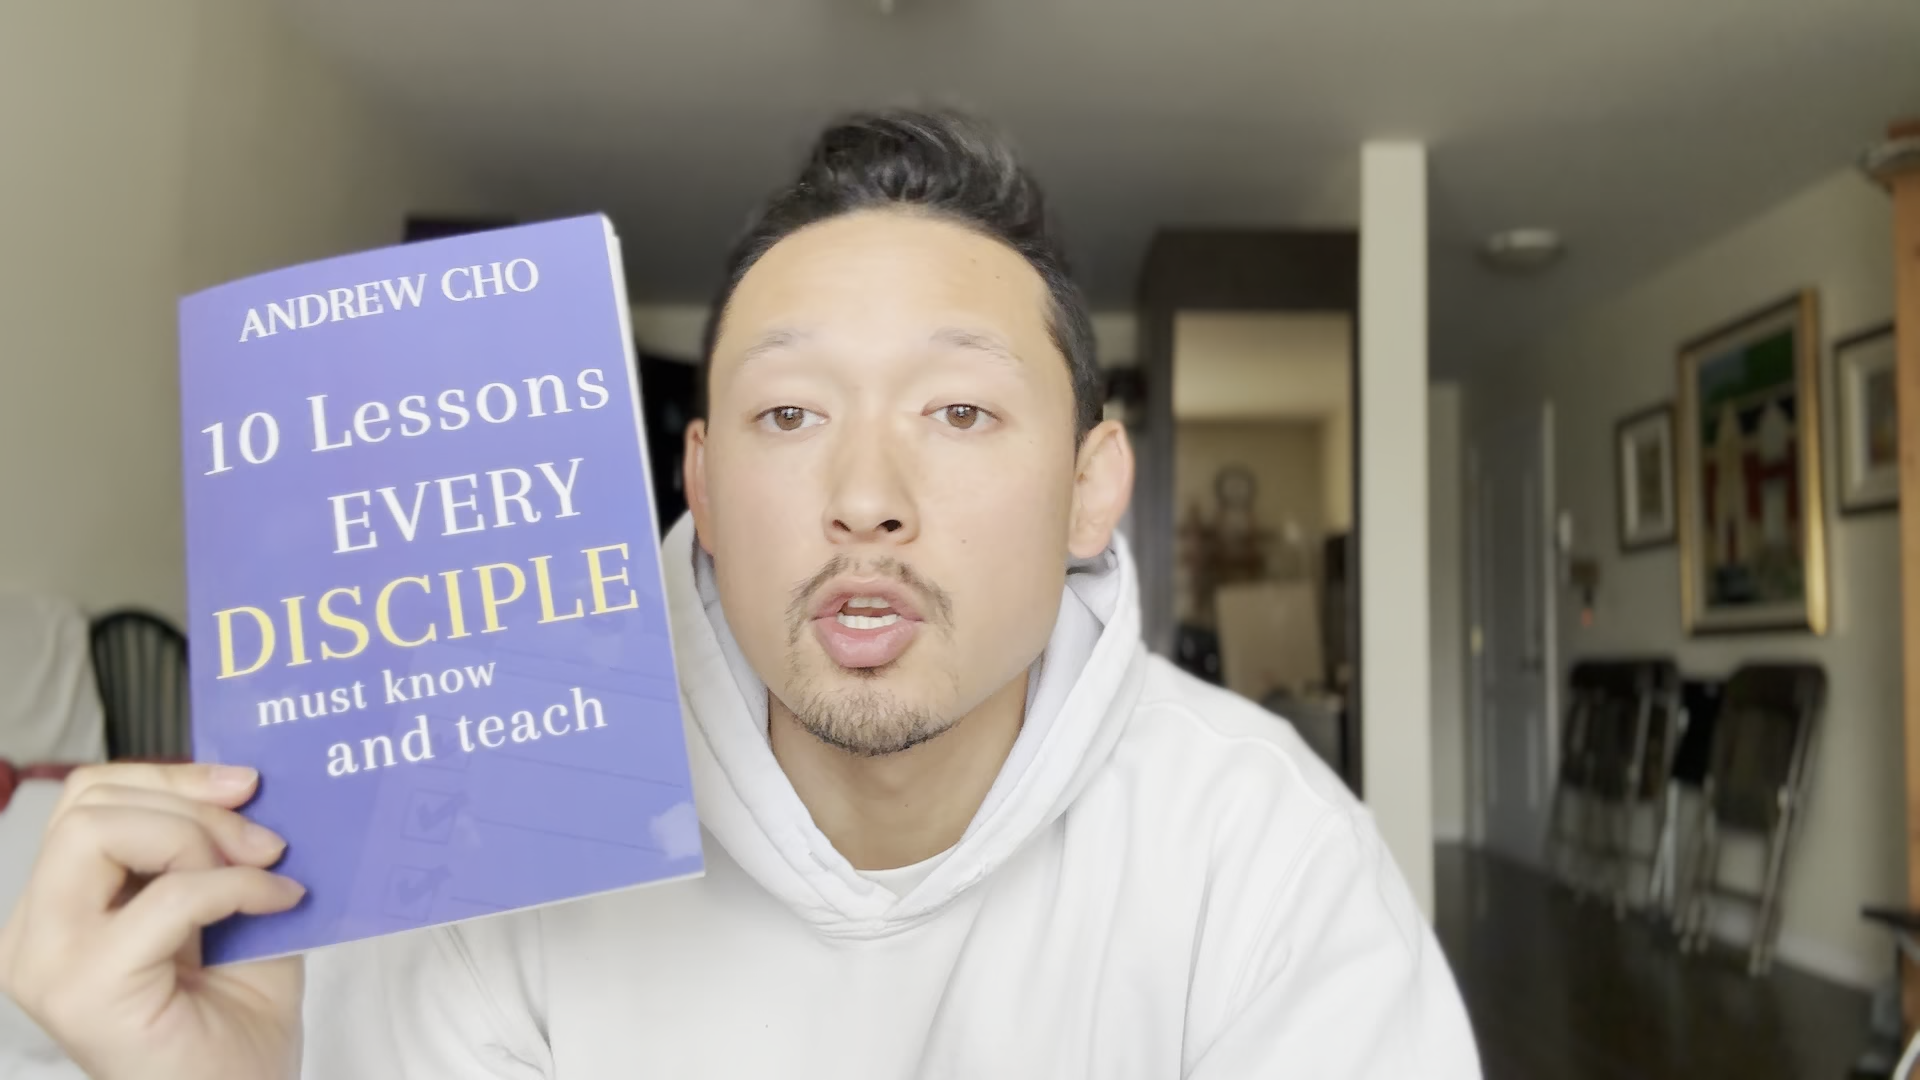 ANDREW CHO
10 Lessons
EVERY
DISCIPLE
must know
and teach